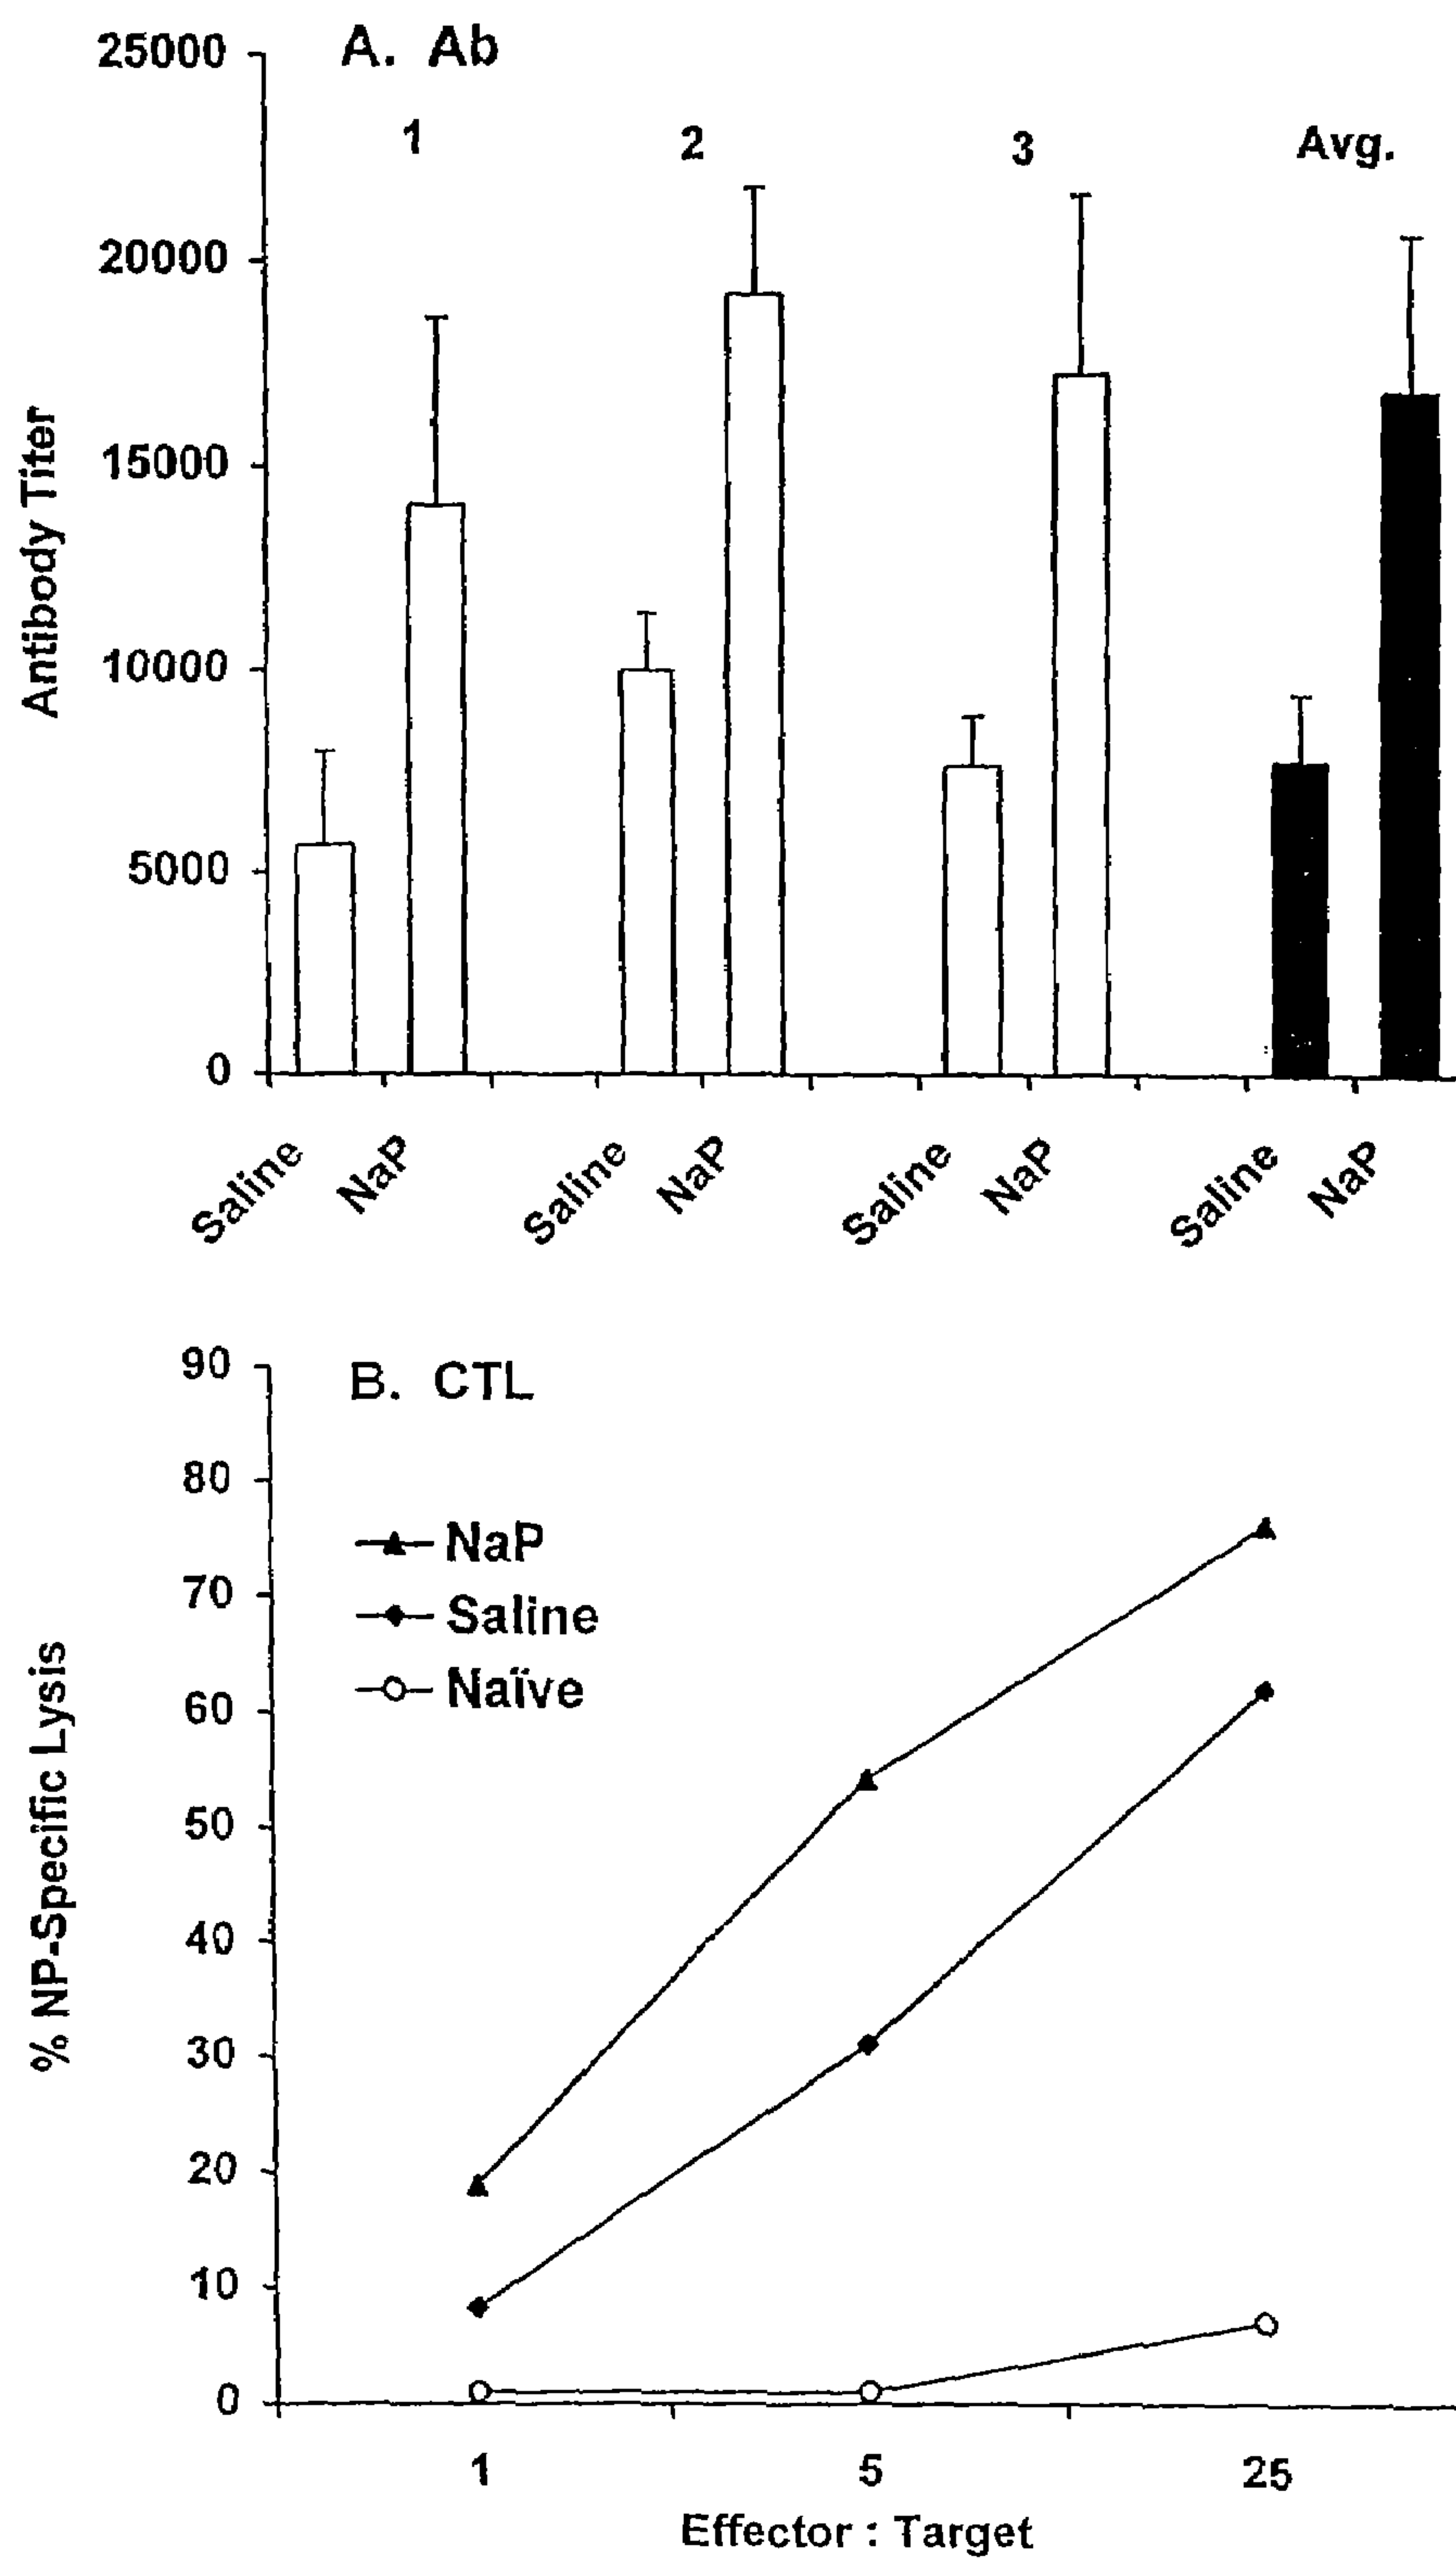 A. Ab
1 2 3 Avg.
25000
20000
15000
10000
5000
0
Antibody Titer
Saline NaP Saline NaP Saline NaP Saline NaP
B. CTL
90
80
70
60
50
40
30
20
10
0
% NP-Specific Lysis
NaP
Saline
Naïve
1 5 25
Effector : Target